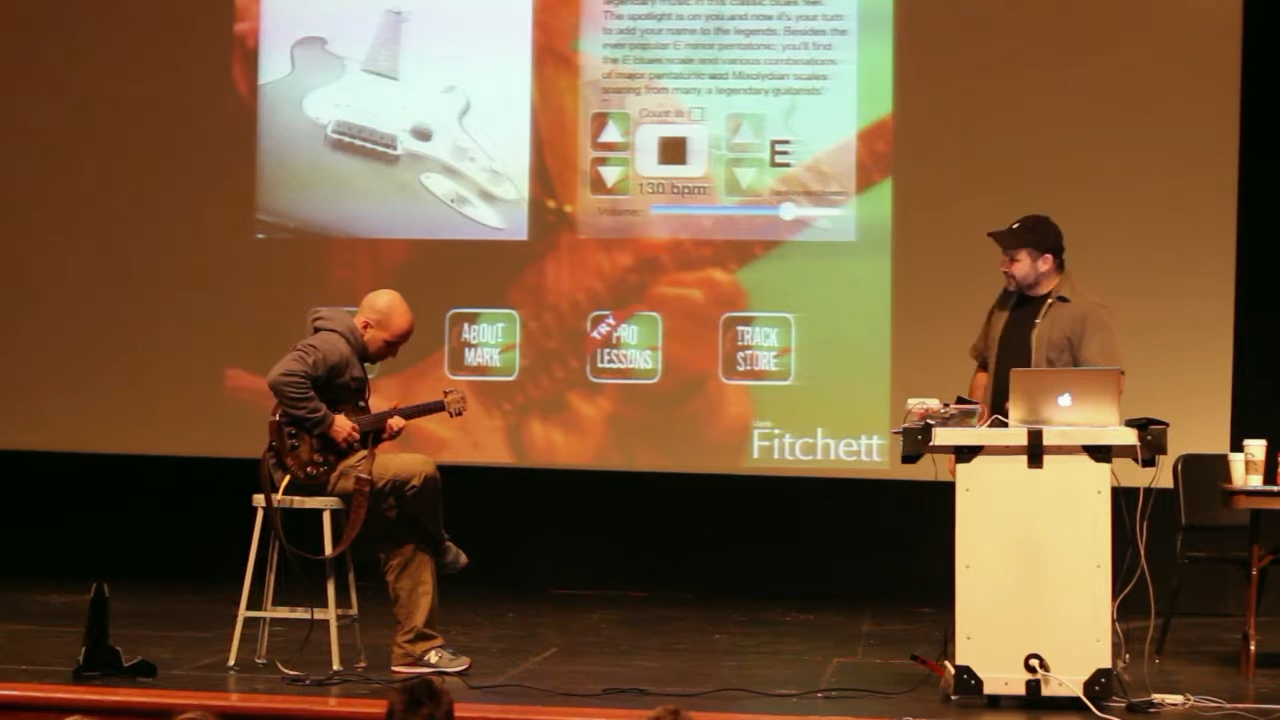 legendary music in this classic blues feel.
The spotlight is on you and now it's your turn
to add your name to the legends. Besides the
ever popular E minor pentatonic, you'll find
the E blues scale and various combinations
of major pentatonic and Mixolydian scales
soaring from many a legendary guitarists'
Count in
E
130 bpm
Volume:
ABOUT
MARK
TRY
PRO
LESSONS
TRACK
STORE
Mark
Fitchett